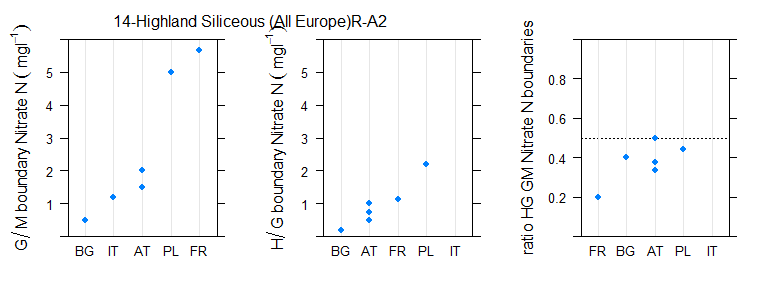 14-Highland Siliceous (All Europe)R-A2
G/M boundary Nitrate N (mgl⁻¹)
5
4
3
2
1
BG IT AT PL FR
H/G boundary Nitrate N (mgl⁻¹)
5
4
3
2
1
BG AT FR PL IT
ratio HG GM Nitrate N boundaries
0.8
0.6
0.4
0.2
FR BG AT PL IT